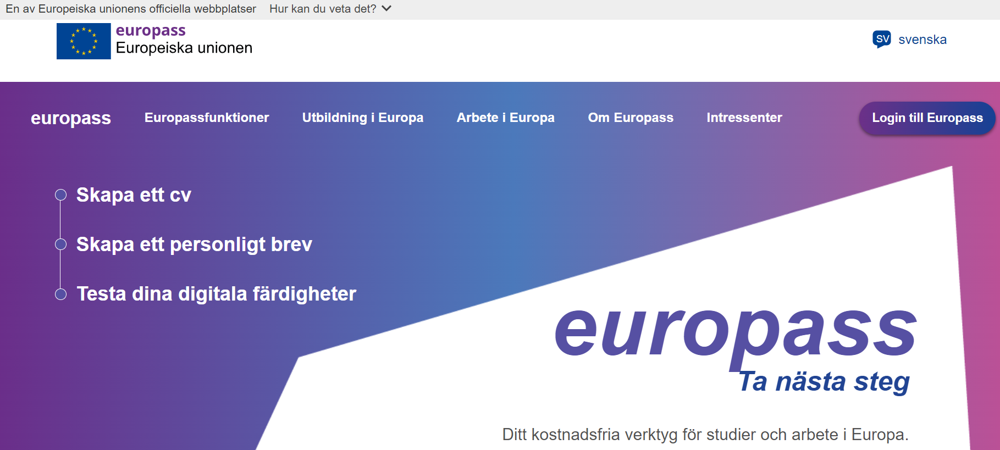 En av Europeiska unionens officiella webbplatser Hur kan du veta det?
europass
Europeiska unionen
SV svenska
europass Europassfunktioner Utbildning i Europa Arbete i Europa Om Europass Intressenter Login till Europass
Skapa ett cv
Skapa ett personligt brev
Testa dina digitala färdigheter
europass
Ta nästa steg
Ditt kostnadsfria verktyg för studier och arbete i Europa.